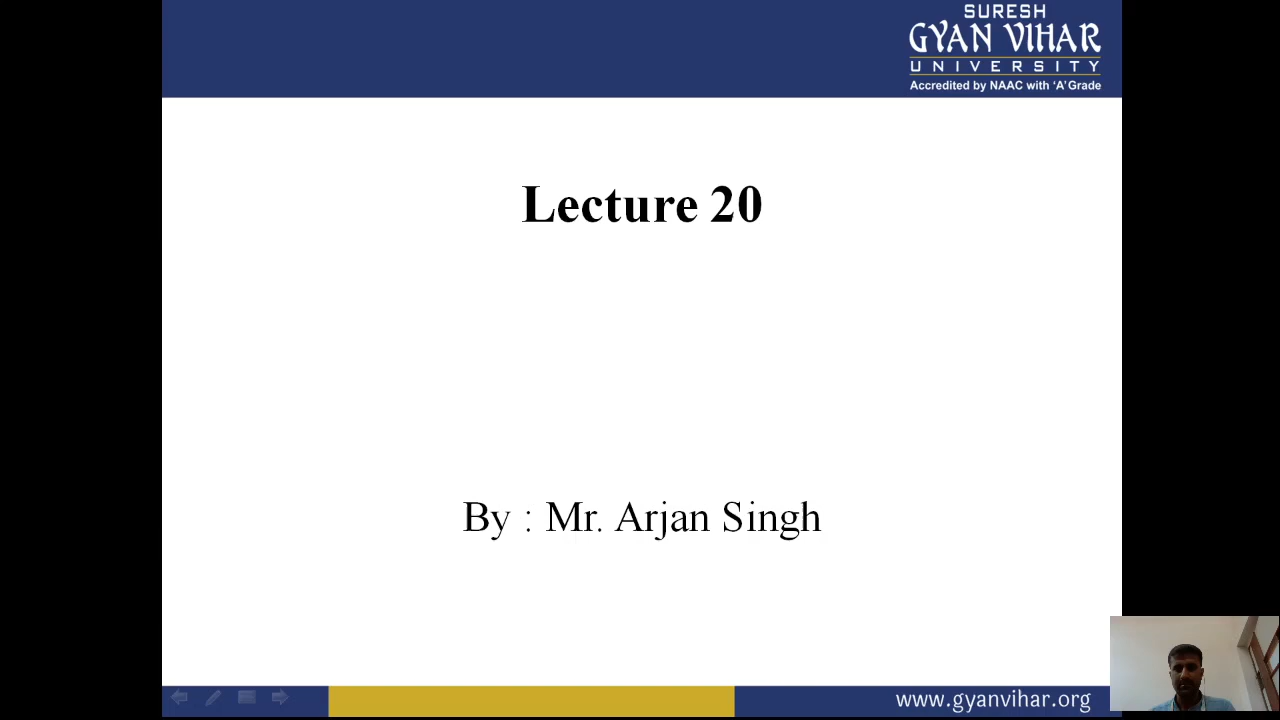 SURESH
GYAN VIHAR
UNIVERSITY
Accredited by NAAC with ‘A’ Grade
Lecture 20
By : Mr. Arjan Singh
www.gyanvihar.org